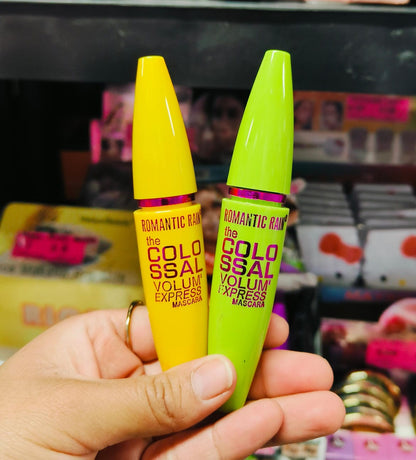 ROMANTIC RAIN
the
COLO
SSAL
VOLUM'
EXPRESS
MASCARA
ROMANTIC RAIN
the
COLO
SSAL
VOLUM'
EXPRESS
MASCARA